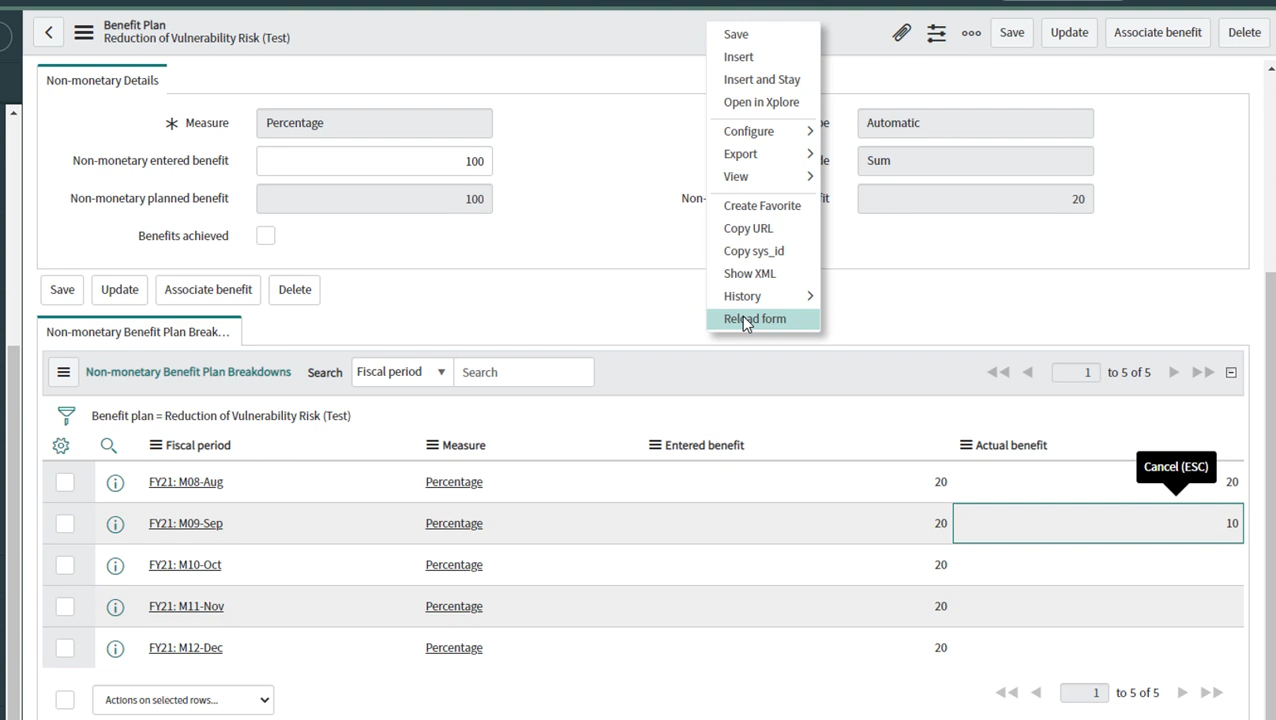 Benefit Plan
Reduction of Vulnerability Risk (Test)
Save
Update
Associate benefit
Delete
Save
Insert
Insert and Stay
Open in Xplore
Configure
Export
View
Create Favorite
Copy URL
Copy sys_id
Show XML
History
Reload form
Non-monetary Details
Measure
Percentage
Automatic
Non-monetary entered benefit
100
Sum
Non-monetary planned benefit
100
Non-
20
Benefits achieved
Save
Update
Associate benefit
Delete
Non-monetary Benefit Plan Break...
Non-monetary Benefit Plan Breakdowns
Search
Fiscal period
Search
1 to 5 of 5
Benefit plan = Reduction of Vulnerability Risk (Test)
Fiscal period Measure Entered benefit Actual benefit
Cancel (ESC)
FY21: M08-Aug Percentage 20 20
FY21: M09-Sep Percentage 20 10
FY21: M10-Oct Percentage 20
FY21: M11-Nov Percentage 20
FY21: M12-Dec Percentage 20
Actions on selected rows...
1 to 5 of 5